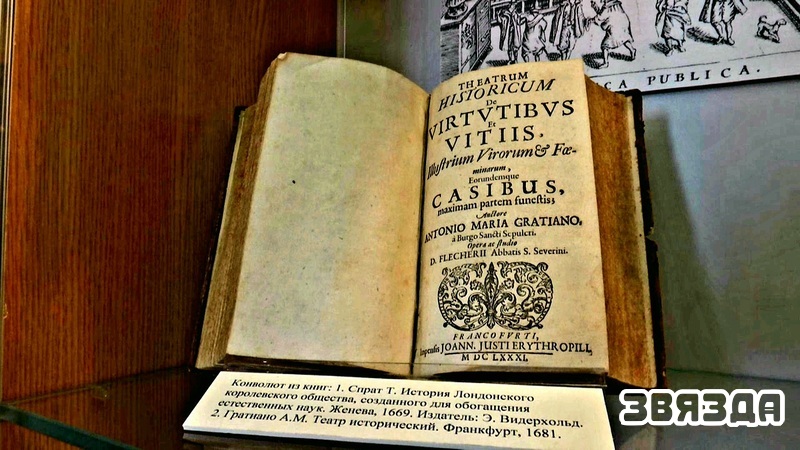 CA PUBLICA.
THEATRUM
HISTORICUM
De
VIRTVTIBVS
Et
VITIIS,
Illustrium Virorum & Fœ-
minarum,
Eorundemque
CASIBUS,
maximam partem funestis;
Auctore
ANTONIO MARIA GRATIANO,
à Burgo Sancti Sepulcri.
Opera ac studio
D. FLECHERII Abbatis S. Severini.
FRANCOFVRTI,
Impensis JOANN. JUSTI ERYTHROPILI,
M DC LXXXI.
Конволют из книг: 1. Спрат Т. История Лондонского
королевского общества, созданного для обогащения
естественных наук. Женева, 1669. Издатель: Э. Видерхольд.
2. Гратиано А.М. Театр исторический. Франкфурт, 1681.
ЗВЯЗДА